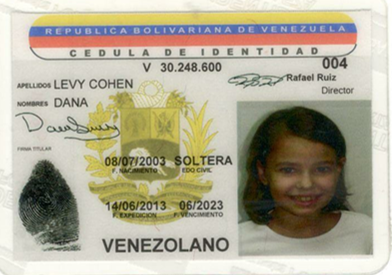 REPUBLICA BOLIVARIANA DE VENEZUELA
CEDULA DE IDENTIDAD
V 30.248.600 004
APELLIDOS LEVY COHEN
Rafael Ruiz
Director
NOMBRES DANA
FIRMA TITULAR
08/07/2003 SOLTERA
F. NACIMIENTO EDO CIVIL
14/06/2013 06/2023
F. EXPEDICION F. VENCIMIENTO
VENEZOLANO